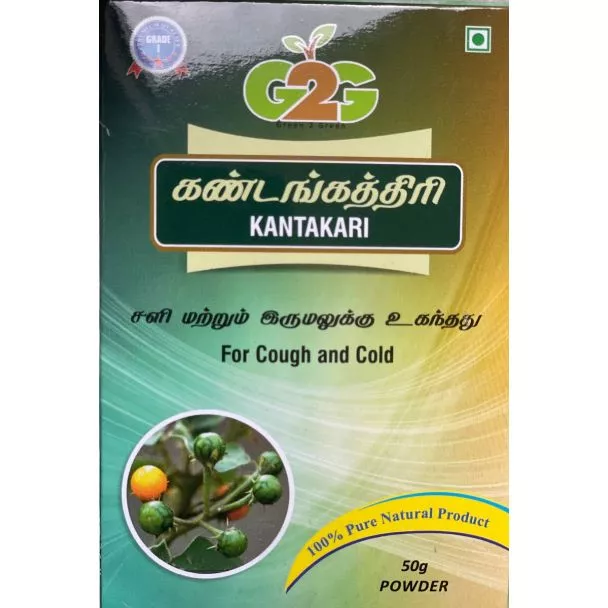 GRADE
I
G2G
Green 2 Green
கண்டங்கத்திரி
KANTAKARI
சளி மற்றும் இருமலுக்கு உகந்தது
For Cough and Cold
100% Pure Natural Product
50g
POWDER